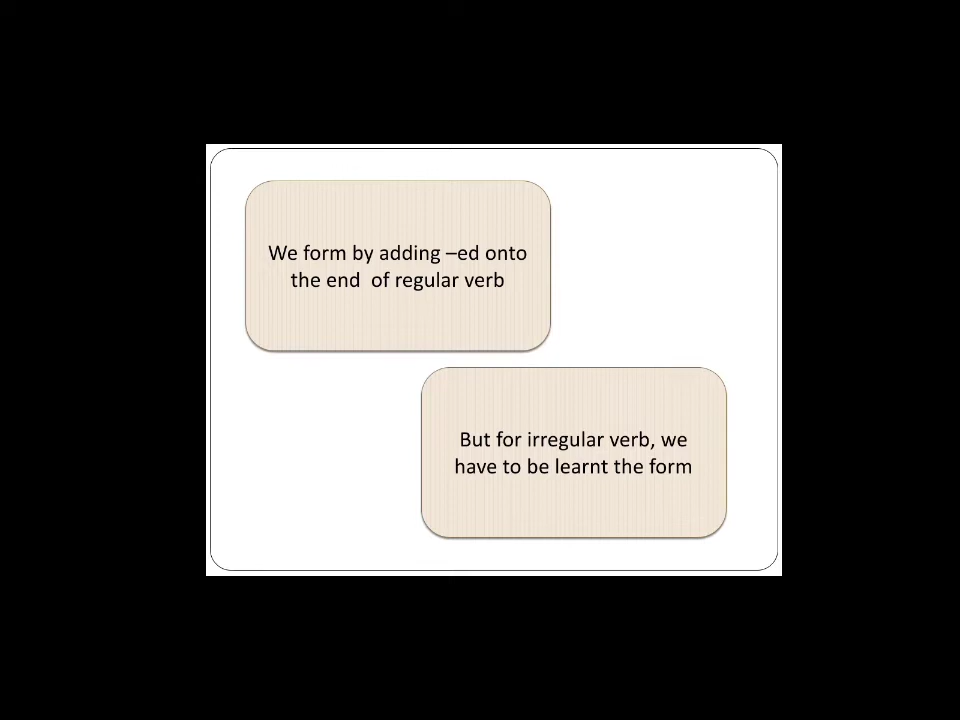 We form by adding –ed onto
the end  of regular verb
But for irregular verb, we
have to be learnt the form